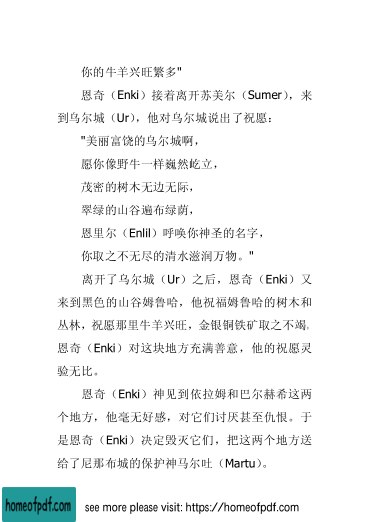 你的牛羊兴旺繁多"
恩奇（Enki）接着离开苏美尔（Sumer），来
到乌尔城（Ur），他对乌尔城说出了祝愿：
"美丽富饶的乌尔城啊，
愿你像野牛一样巍然屹立，
茂密的树木无边无际，
翠绿的山谷遍布绿荫，
恩里尔（Enlil）呼唤你神圣的名字，
你取之不无尽的清水滋润万物。"
离开了乌尔城（Ur）之后，恩奇（Enki）又
来到黑色的山谷姆鲁哈，他祝福姆鲁哈的树木和
丛林，祝愿那里牛羊兴旺，金银铜铁矿取之不竭.
恩奇（Enki）对这块地方充满善意，他的祝愿灵
验无比。
恩奇（Enki）神见到依拉姆和巴尔赫希这两
个地方，他毫无好感，对它们讨厌甚至仇恨。于
是恩奇（Enki）决定毁灭它们，把这两个地方送
给了尼那布城的保护神马尔吐（Martu）。
homeofpdf.com see more please visit: https://homeofpdf.com